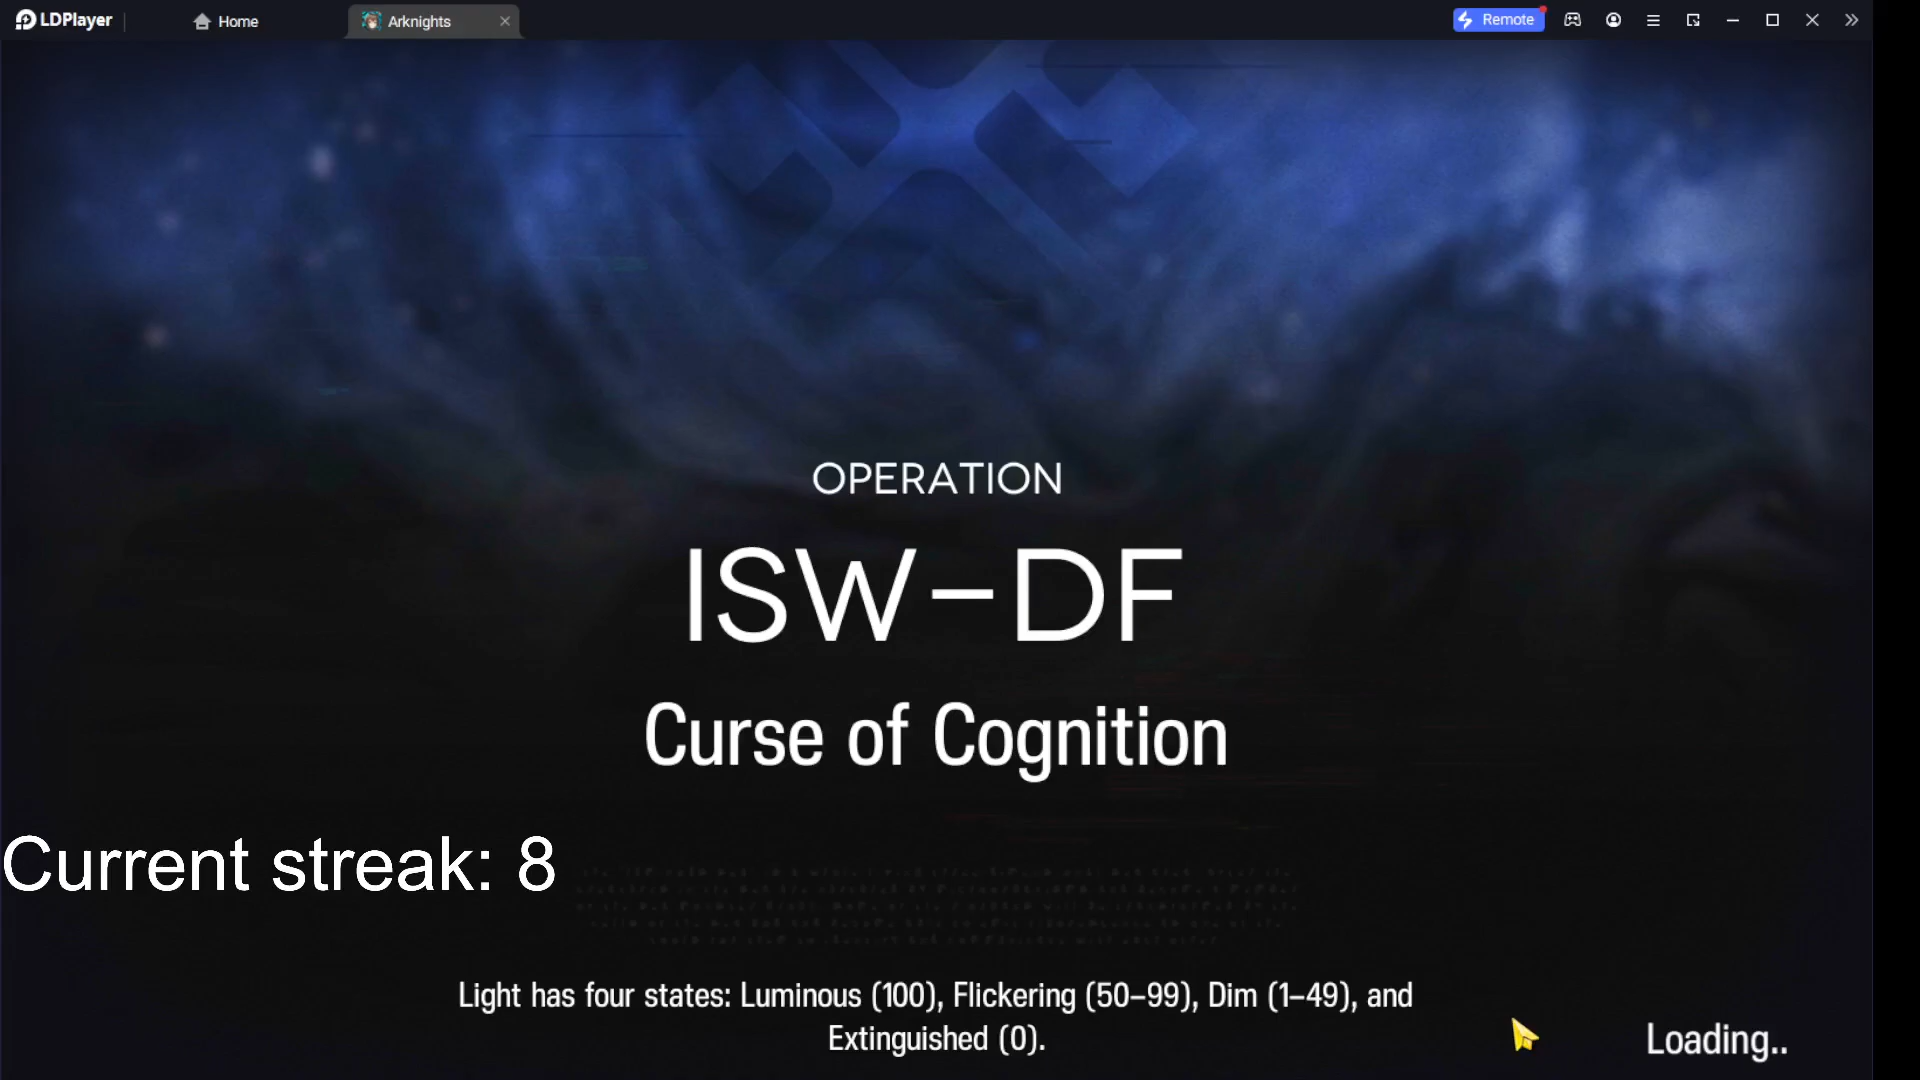 LDPlayer
Home
Arknights
Remote
OPERATION
ISW-DF
Curse of Cognition
Current streak: 8
Light has four states: Luminous (100), Flickering (50–99), Dim (1–49), and
Extinguished (0).
Loading..